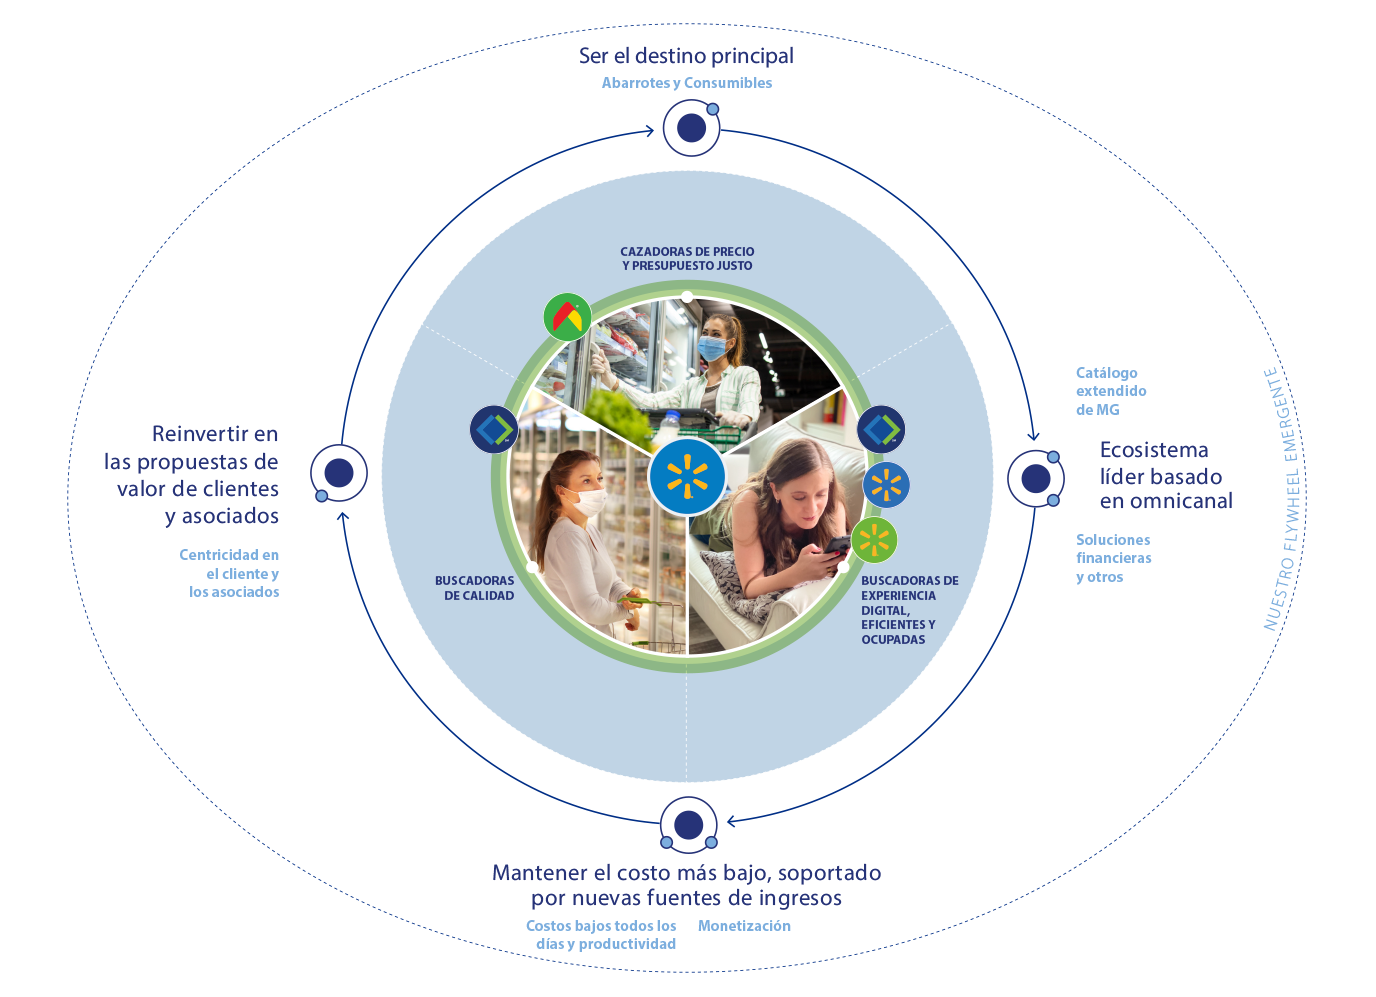 Ser el destino principal
Abarrotes y Consumibles
CAZADORAS DE PRECIO
Y PRESUPUESTO JUSTO
Catálogo
extendido
de MG
Ecosistema
líder basado
en omnicanal
Soluciones
financieras
y otros
NUESTRO FLYWHEEL EMERGENTE
Reinvertir en
las propuestas de
valor de clientes
y asociados
Centricidad en
el cliente y
los asociados
BUSCADORAS
DE CALIDAD
BUSCADORAS DE
EXPERIENCIA
DIGITAL,
EFICIENTES Y
OCUPADAS
Mantener el costo más bajo, soportado
por nuevas fuentes de ingresos
Costos bajos todos los
días y productividad
Monetización